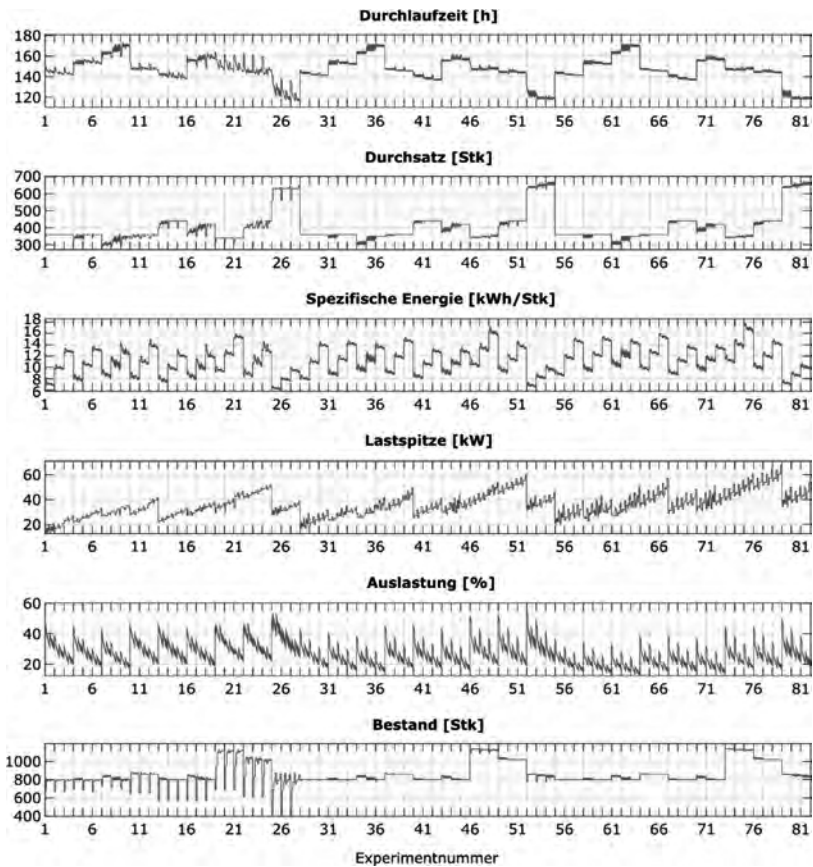 Durchlaufzeit [h]
180
160
140
120
1 6 11 16 21 26 31 36 41 46 51 56 61 66 71 76 81
Durchsatz [Stk]
700
600
500
400
300
1 6 11 16 21 26 31 36 41 46 51 56 61 66 71 76 81
Spezifische Energie [kWh/Stk]
18
16
14
12
10
8
6
1 6 11 16 21 26 31 36 41 46 51 56 61 66 71 76 81
Lastspitze [kW]
60
40
20
1 6 11 16 21 26 31 36 41 46 51 56 61 66 71 76 81
Auslastung [%]
60
40
20
1 6 11 16 21 26 31 36 41 46 51 56 61 66 71 76 81
Bestand [Stk]
1000
800
600
400
1 6 11 16 21 26 31 36 41 46 51 56 61 66 71 76 81
Experimentnummer